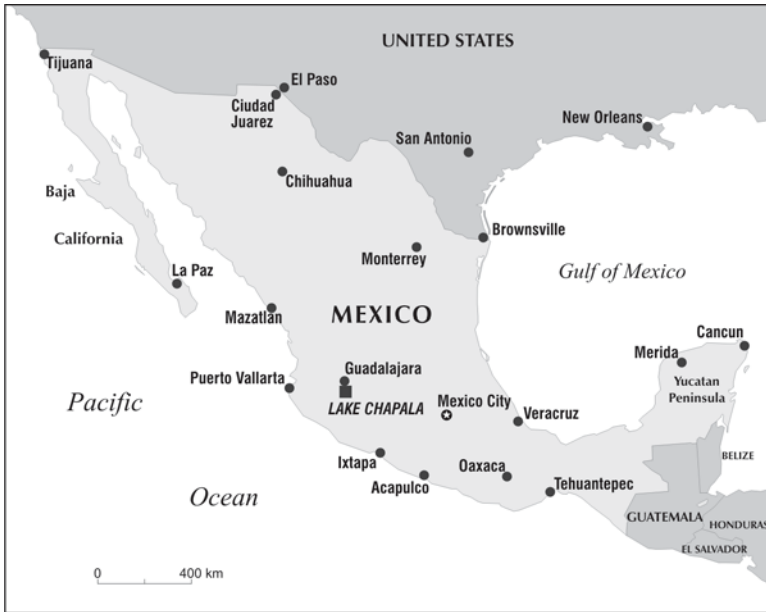 UNITED STATES
Tijuana
El Paso
Ciudad
Juarez
New Orleans
San Antonio
Chihuahua
Baja
California
Brownsville
Monterrey
La Paz
Gulf of Mexico
Mazatlan
MEXICO
Cancun
Merida
Guadalajara
Puerto Vallarta
Yucatan
Peninsula
Pacific
LAKE CHAPALA
Mexico City
Veracruz
Ixtapa
Acapulco
Oaxaca
Tehuantepec
BELIZE
Ocean
GUATEMALA
HONDURAS
EL SALVADOR
0
400 km